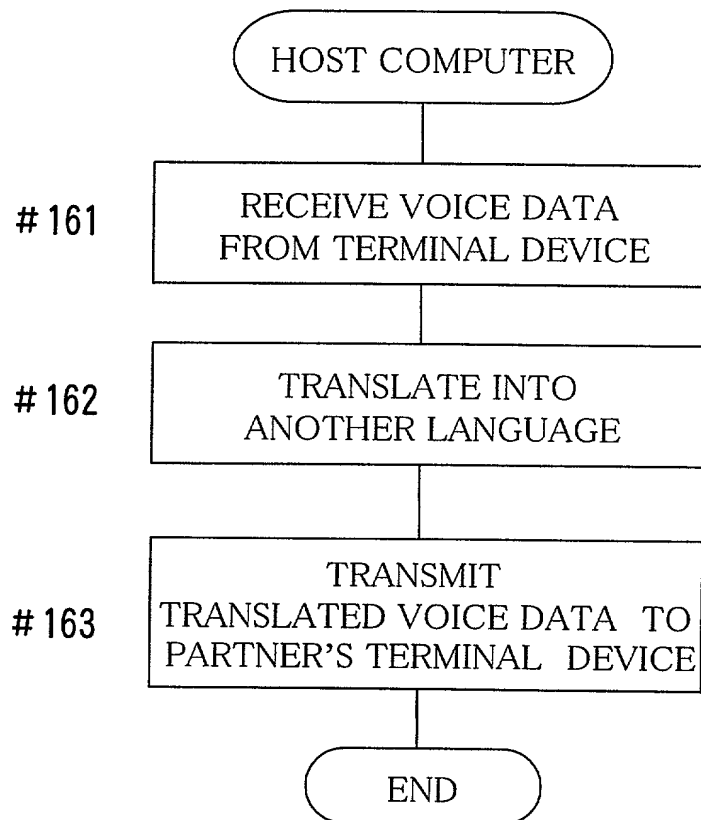 HOST COMPUTER
# 161
RECEIVE VOICE DATA
FROM TERMINAL DEVICE
# 162
TRANSLATE INTO
ANOTHER LANGUAGE
# 163
TRANSMIT
TRANSLATED VOICE DATA TO
PARTNER'S TERMINAL DEVICE
END